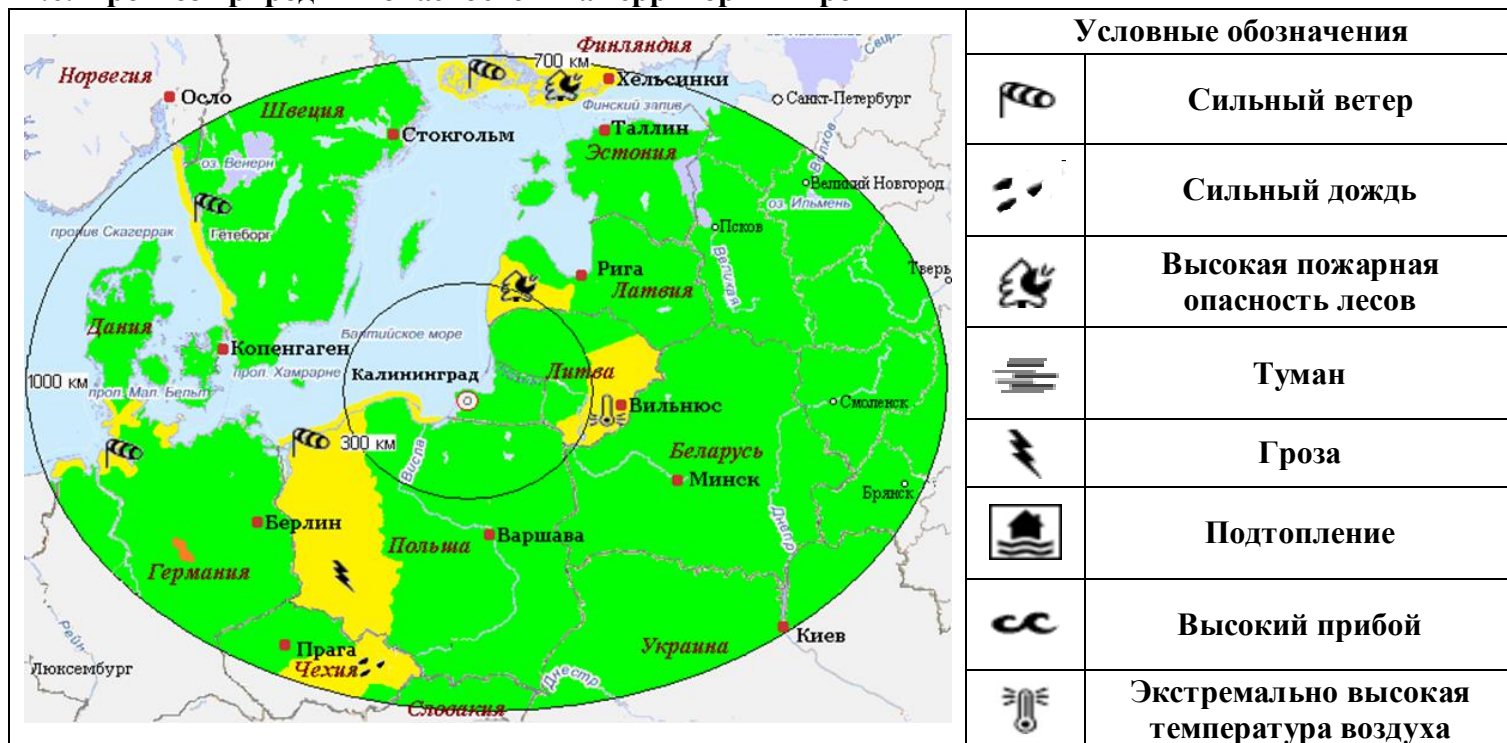 Условные обозначения
Сильный ветер
Сильный дождь
Высокая пожарная
опасность лесов
Туман
Гроза
Подтопление
Высокий прибой
Экстремально высокая
температура воздуха
Финляндия
700 км
Норвегия
Хельсинки
Осло
Швеция
Финский залив
Санкт-Петербург
Свирь
Стокгольм
Таллин
Эстония
Волхов
оз. Венерн
Великий Новгород
оз. Ильмень
Гётеборг
пролив Скагеррак
Псков
Великая
Рига
Латвия
Тверь
Дания
Балтийское море
Копенгаген
прол. Хамрарне
Калининград
Литва
1000 км
прол. Мал. Бельт
Вильнюс
Смоленск
300 км
Висла
Беларусь
Минск
Брянск
Берлин
Польша
Варшава
Днепр
Германия
Рейн
Прага
Чехия
Украина
Киев
Люксембург
Днестр
Словакия